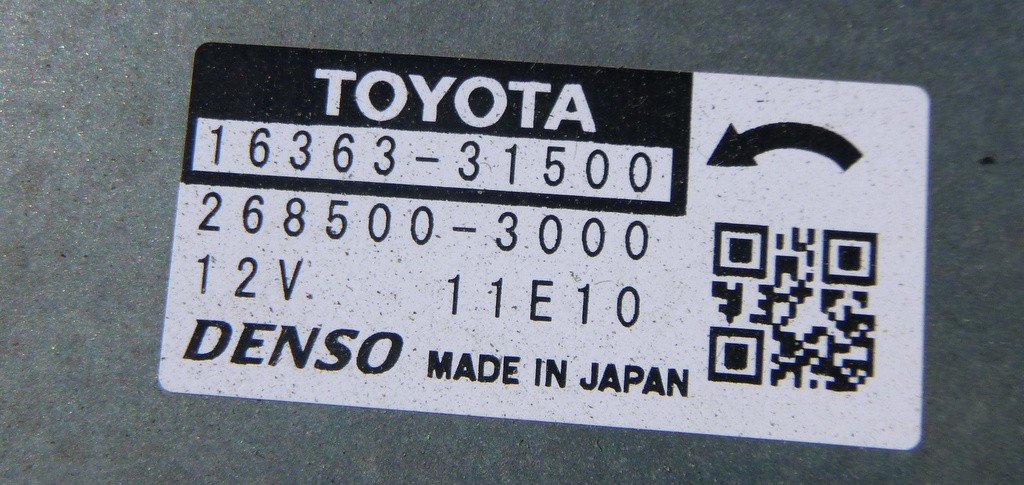 TOYOTA
16363-31500
268500-3000
12V 11E10
DENSO MADE IN JAPAN